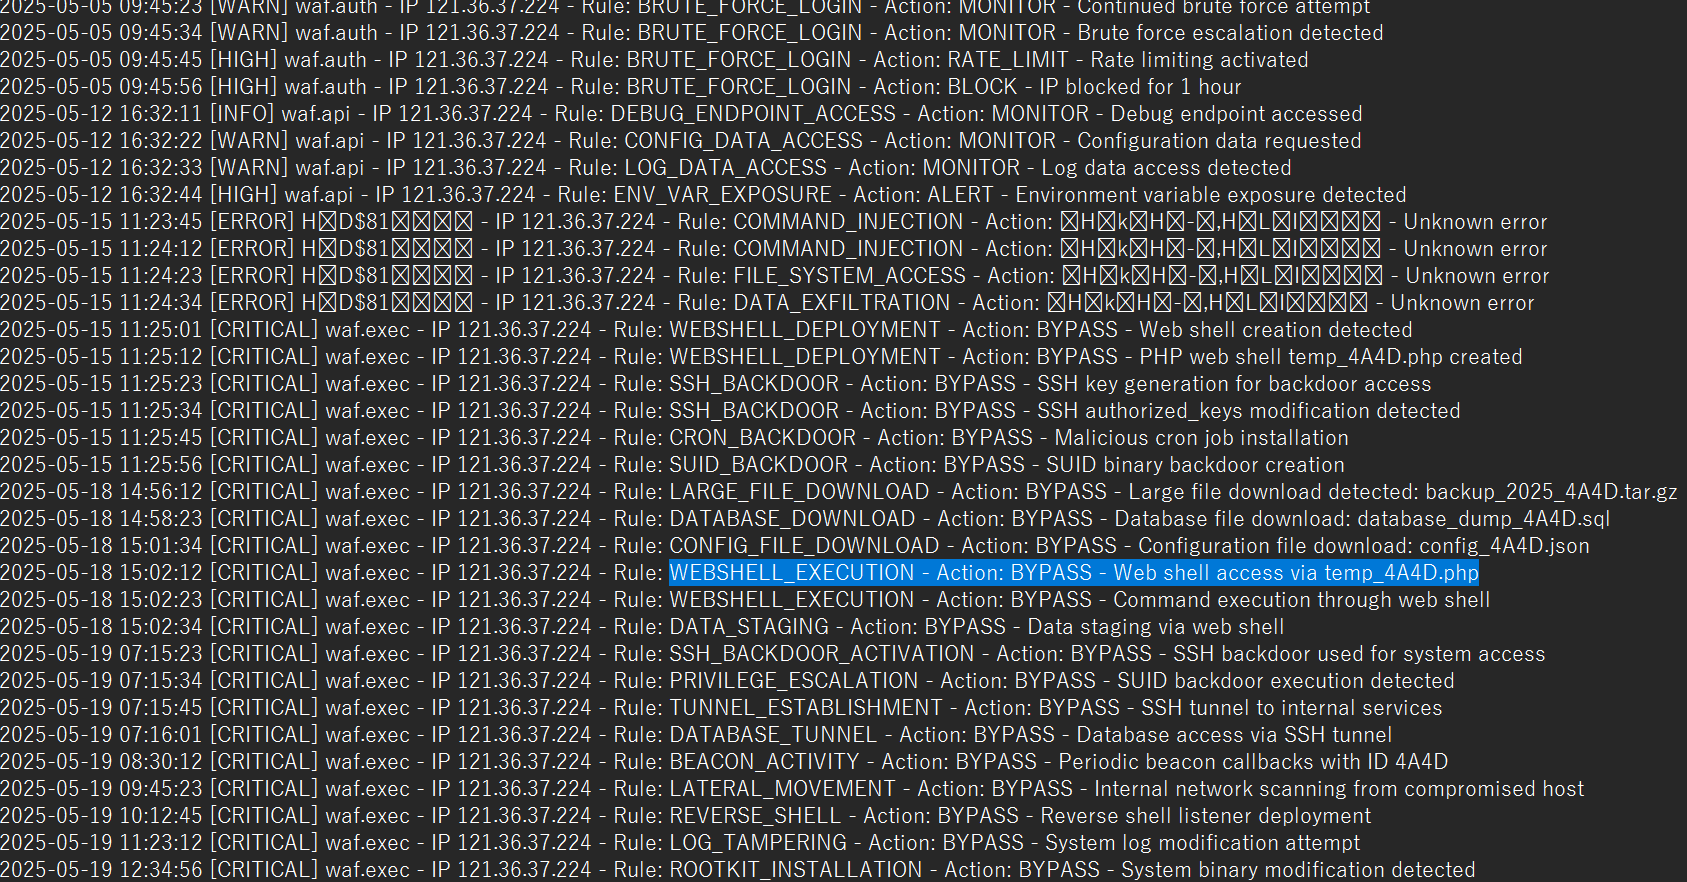 2025-05-05 09:45:23 [WARN] waf.auth - IP 121.36.37.224 - Rule: BRUTE_FORCE_LOGIN - Action: MONITOR - Continued brute force attempt
2025-05-05 09:45:34 [WARN] waf.auth - IP 121.36.37.224 - Rule: BRUTE_FORCE_LOGIN - Action: MONITOR - Brute force escalation detected
2025-05-05 09:45:45 [HIGH] waf.auth - IP 121.36.37.224 - Rule: BRUTE_FORCE_LOGIN - Action: RATE_LIMIT - Rate limiting activated
2025-05-05 09:45:56 [HIGH] waf.auth - IP 121.36.37.224 - Rule: BRUTE_FORCE_LOGIN - Action: BLOCK - IP blocked for 1 hour
2025-05-12 16:32:11 [INFO] waf.api - IP 121.36.37.224 - Rule: DEBUG_ENDPOINT_ACCESS - Action: MONITOR - Debug endpoint accessed
2025-05-12 16:32:22 [WARN] waf.api - IP 121.36.37.224 - Rule: CONFIG_DATA_ACCESS - Action: MONITOR - Configuration data requested
2025-05-12 16:32:33 [WARN] waf.api - IP 121.36.37.224 - Rule: LOG_DATA_ACCESS - Action: MONITOR - Log data access detected
2025-05-12 16:32:44 [HIGH] waf.api - IP 121.36.37.224 - Rule: ENV_VAR_EXPOSURE - Action: ALERT - Environment variable exposure detected
2025-05-15 11:23:45 [ERROR] H�D$81���� - IP 121.36.37.224 - Rule: COMMAND_INJECTION - Action: �H�k�H�-�,H�L�I���� - Unknown error
2025-05-15 11:24:12 [ERROR] H�D$81���� - IP 121.36.37.224 - Rule: COMMAND_INJECTION - Action: �H�k�H�-�,H�L�I���� - Unknown error
2025-05-15 11:24:23 [ERROR] H�D$81���� - IP 121.36.37.224 - Rule: FILE_SYSTEM_ACCESS - Action: �H�k�H�-�,H�L�I���� - Unknown error
2025-05-15 11:24:34 [ERROR] H�D$81���� - IP 121.36.37.224 - Rule: DATA_EXFILTRATION - Action: �H�k�H�-�,H�L�I���� - Unknown error
2025-05-15 11:25:01 [CRITICAL] waf.exec - IP 121.36.37.224 - Rule: WEBSHELL_DEPLOYMENT - Action: BYPASS - Web shell creation detected
2025-05-15 11:25:12 [CRITICAL] waf.exec - IP 121.36.37.224 - Rule: WEBSHELL_DEPLOYMENT - Action: BYPASS - PHP web shell temp_4A4D.php created
2025-05-15 11:25:23 [CRITICAL] waf.exec - IP 121.36.37.224 - Rule: SSH_BACKDOOR - Action: BYPASS - SSH key generation for backdoor access
2025-05-15 11:25:34 [CRITICAL] waf.exec - IP 121.36.37.224 - Rule: SSH_BACKDOOR - Action: BYPASS - SSH authorized_keys modification detected
2025-05-15 11:25:45 [CRITICAL] waf.exec - IP 121.36.37.224 - Rule: CRON_BACKDOOR - Action: BYPASS - Malicious cron job installation
2025-05-15 11:25:56 [CRITICAL] waf.exec - IP 121.36.37.224 - Rule: SUID_BACKDOOR - Action: BYPASS - SUID binary backdoor creation
2025-05-18 14:56:12 [CRITICAL] waf.exec - IP 121.36.37.224 - Rule: LARGE_FILE_DOWNLOAD - Action: BYPASS - Large file download detected: backup_2025_4A4D.tar.gz
2025-05-18 14:58:23 [CRITICAL] waf.exec - IP 121.36.37.224 - Rule: DATABASE_DOWNLOAD - Action: BYPASS - Database file download: database_dump_4A4D.sql
2025-05-18 15:01:34 [CRITICAL] waf.exec - IP 121.36.37.224 - Rule: CONFIG_FILE_DOWNLOAD - Action: BYPASS - Configuration file download: config_4A4D.json
2025-05-18 15:02:12 [CRITICAL] waf.exec - IP 121.36.37.224 - Rule: WEBSHELL_EXECUTION - Action: BYPASS - Web shell access via temp_4A4D.php
2025-05-18 15:02:23 [CRITICAL] waf.exec - IP 121.36.37.224 - Rule: WEBSHELL_EXECUTION - Action: BYPASS - Command execution through web shell
2025-05-18 15:02:34 [CRITICAL] waf.exec - IP 121.36.37.224 - Rule: DATA_STAGING - Action: BYPASS - Data staging via web shell
2025-05-19 07:15:23 [CRITICAL] waf.exec - IP 121.36.37.224 - Rule: SSH_BACKDOOR_ACTIVATION - Action: BYPASS - SSH backdoor used for system access
2025-05-19 07:15:34 [CRITICAL] waf.exec - IP 121.36.37.224 - Rule: PRIVILEGE_ESCALATION - Action: BYPASS - SUID backdoor execution detected
2025-05-19 07:15:45 [CRITICAL] waf.exec - IP 121.36.37.224 - Rule: TUNNEL_ESTABLISHMENT - Action: BYPASS - SSH tunnel to internal services
2025-05-19 07:16:01 [CRITICAL] waf.exec - IP 121.36.37.224 - Rule: DATABASE_TUNNEL - Action: BYPASS - Database access via SSH tunnel
2025-05-19 08:30:12 [CRITICAL] waf.exec - IP 121.36.37.224 - Rule: BEACON_ACTIVITY - Action: BYPASS - Periodic beacon callbacks with ID 4A4D
2025-05-19 09:45:23 [CRITICAL] waf.exec - IP 121.36.37.224 - Rule: LATERAL_MOVEMENT - Action: BYPASS - Internal network scanning from compromised host
2025-05-19 10:12:45 [CRITICAL] waf.exec - IP 121.36.37.224 - Rule: REVERSE_SHELL - Action: BYPASS - Reverse shell listener deployment
2025-05-19 11:23:12 [CRITICAL] waf.exec - IP 121.36.37.224 - Rule: LOG_TAMPERING - Action: BYPASS - System log modification attempt
2025-05-19 12:34:56 [CRITICAL] waf.exec - IP 121.36.37.224 - Rule: ROOTKIT_INSTALLATION - Action: BYPASS - System binary modification detected